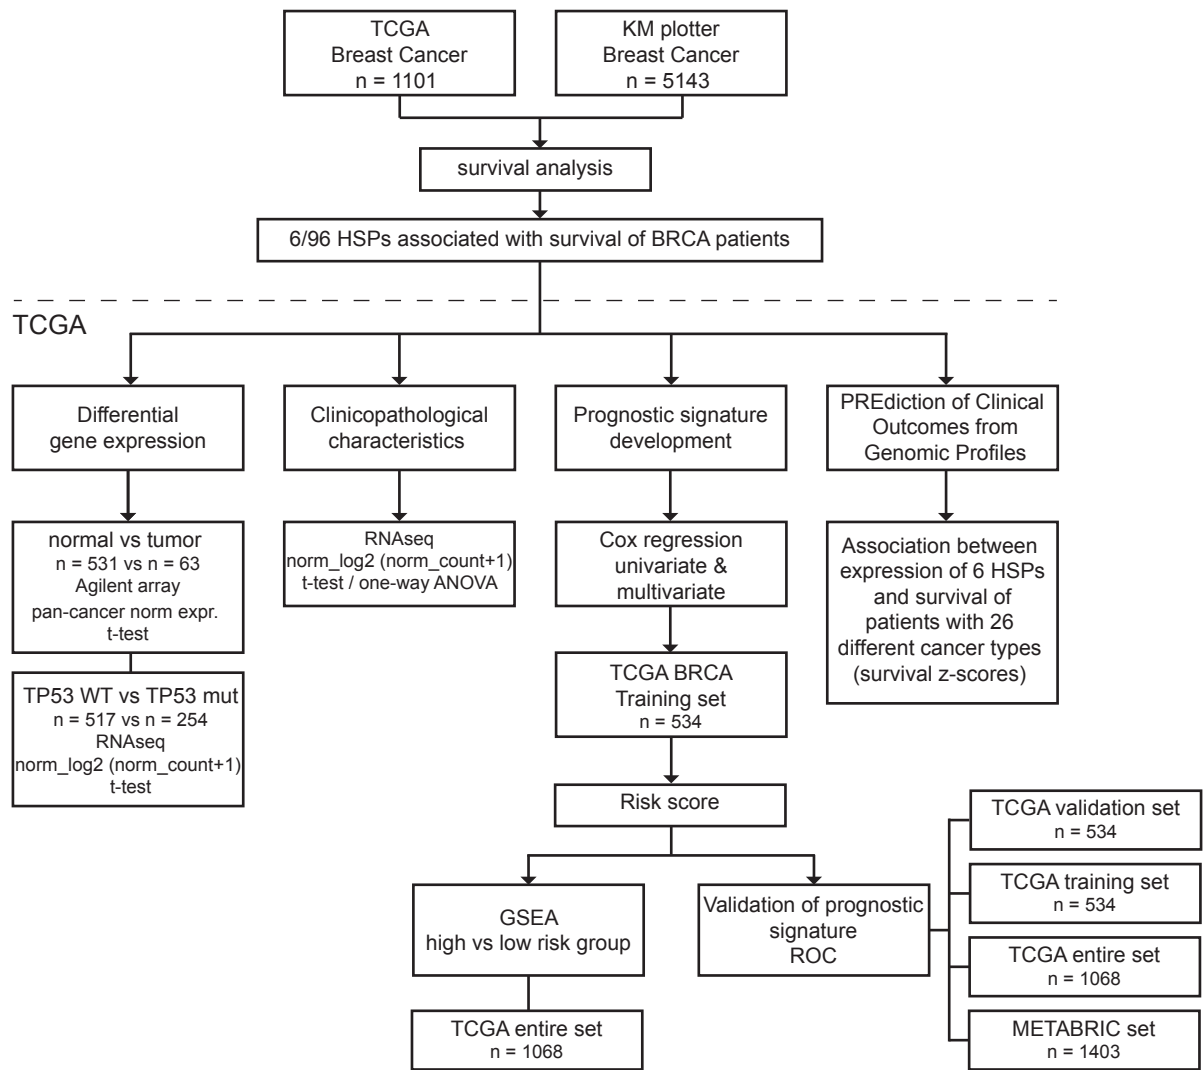 TCGA
Breast Cancer
n = 1101
KM plotter
Breast Cancer
n = 5143
survival analysis
6/96 HSPs associated with survival of BRCA patients
TCGA
Differential
gene expression
Clinicopathological
characteristics
Prognostic signature
development
PREdiction of Clinical
Outcomes from
Genomic Profiles
normal vs tumor
n = 531 vs n = 63
Agilent array
pan-cancer norm expr.
t-test
RNAseq
norm_log2 (norm_count+1)
t-test / one-way ANOVA
Cox regression
univariate &
multivariate
Association between
expression of 6 HSPs
and survival of
patients with 26
different cancer types
(survival z-scores)
TP53 WT vs TP53 mut
n = 517 vs n = 254
RNAseq
norm_log2 (norm_count+1)
t-test
TCGA BRCA
Training set
n = 534
Risk score
GSEA
high vs low risk group
Validation of prognostic
signature
ROC
TCGA validation set
n = 534
TCGA training set
n = 534
TCGA entire set
n = 1068
METABRIC set
n = 1403
TCGA entire set
n = 1068